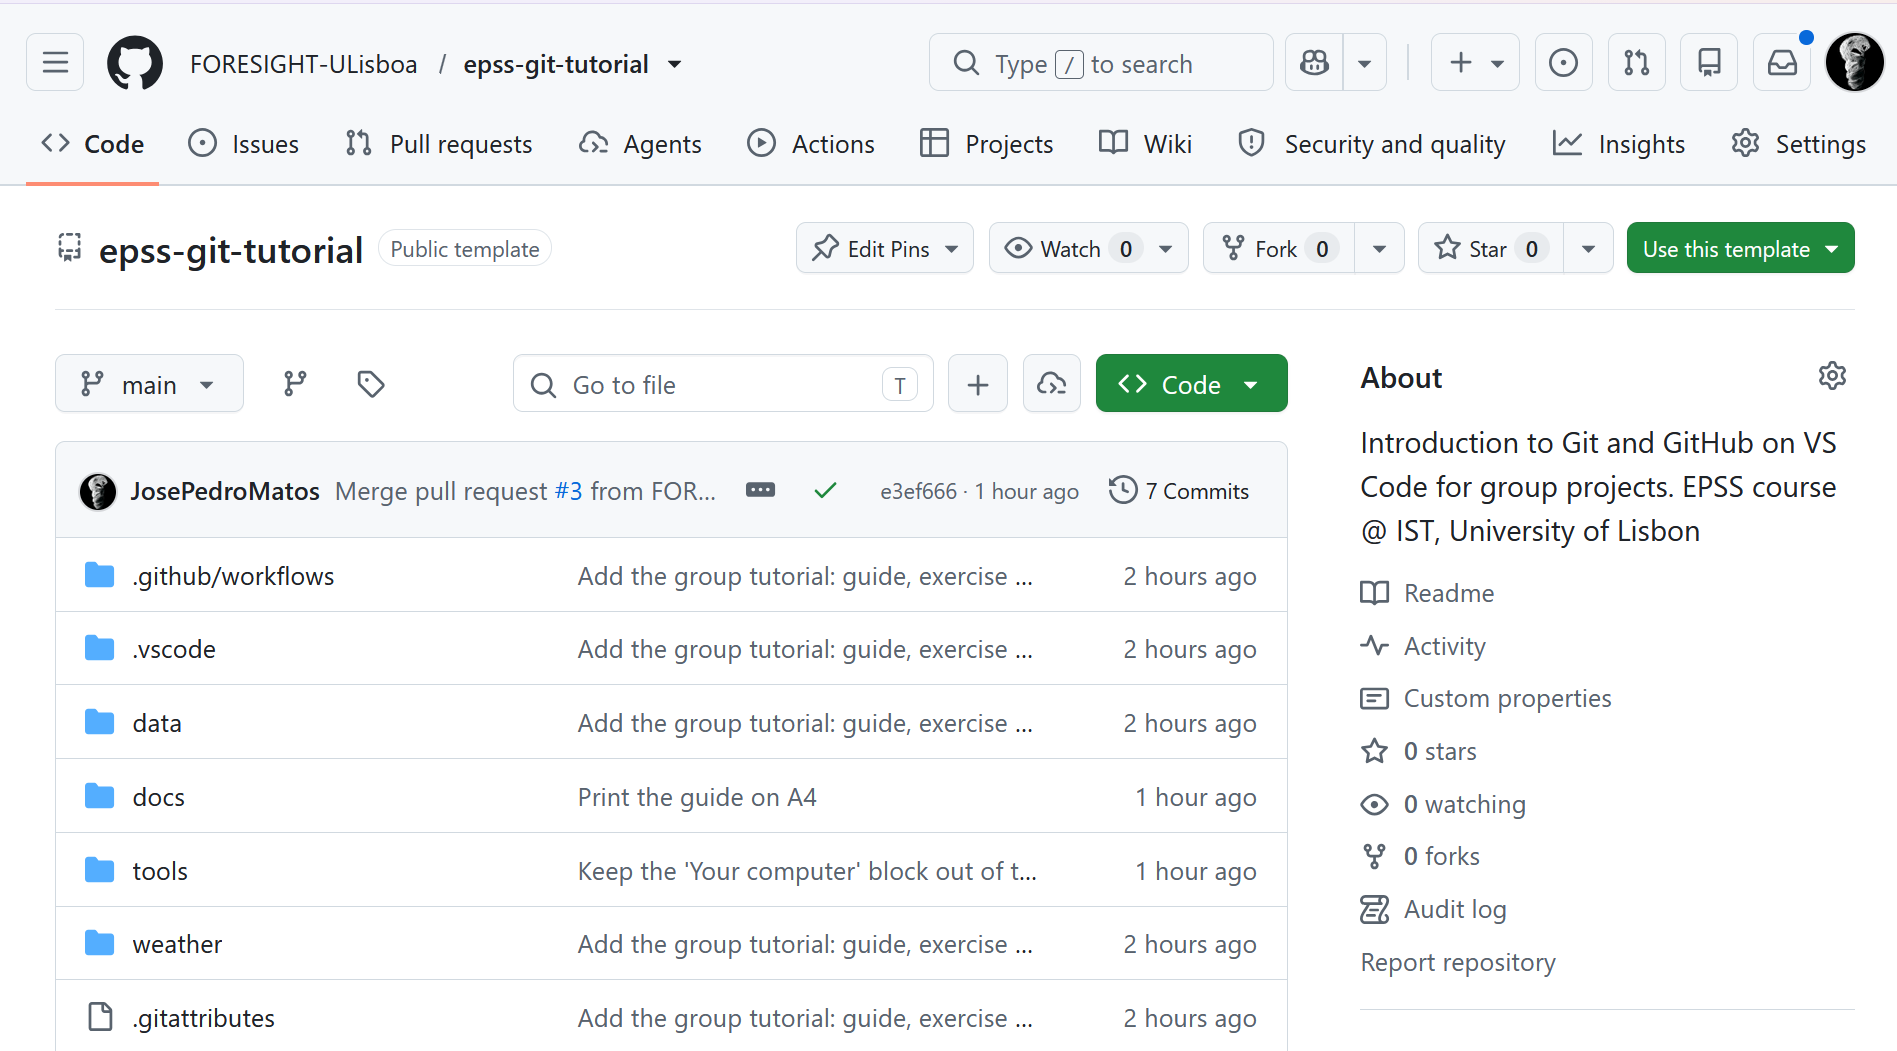 FORESIGHT-ULisboa / epss-git-tutorial
Type / to search
Code Issues Pull requests Agents Actions Projects Wiki Security and quality Insights Settings
epss-git-tutorial Public template
Edit Pins Watch 0 Fork 0 Star 0 Use this template
main Go to file T Code
JosePedroMatos Merge pull request #3 from FOR... e3ef666 · 1 hour ago 7 Commits
.github/workflows Add the group tutorial: guide, exercise ... 2 hours ago
.vscode Add the group tutorial: guide, exercise ... 2 hours ago
data Add the group tutorial: guide, exercise ... 2 hours ago
docs Print the guide on A4 1 hour ago
tools Keep the 'Your computer' block out of t... 1 hour ago
weather Add the group tutorial: guide, exercise ... 2 hours ago
.gitattributes Add the group tutorial: guide, exercise ... 2 hours ago
About
Introduction to Git and GitHub on VS
Code for group projects. EPSS course
@ IST, University of Lisbon
Readme
Activity
Custom properties
0 stars
0 watching
0 forks
Audit log
Report repository